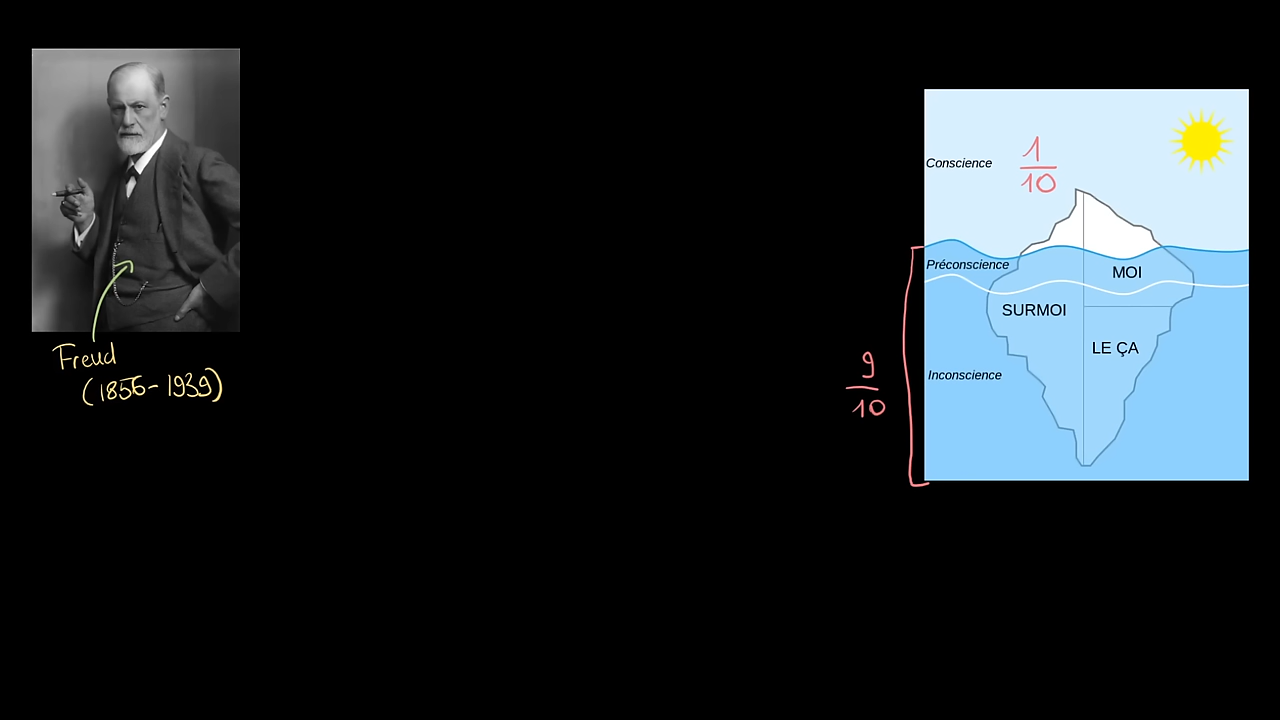 Freud
(1856-1939)
Conscience
1
10
Préconscience
MOI
SURMOI
LE ÇA
Inconscience
9
10